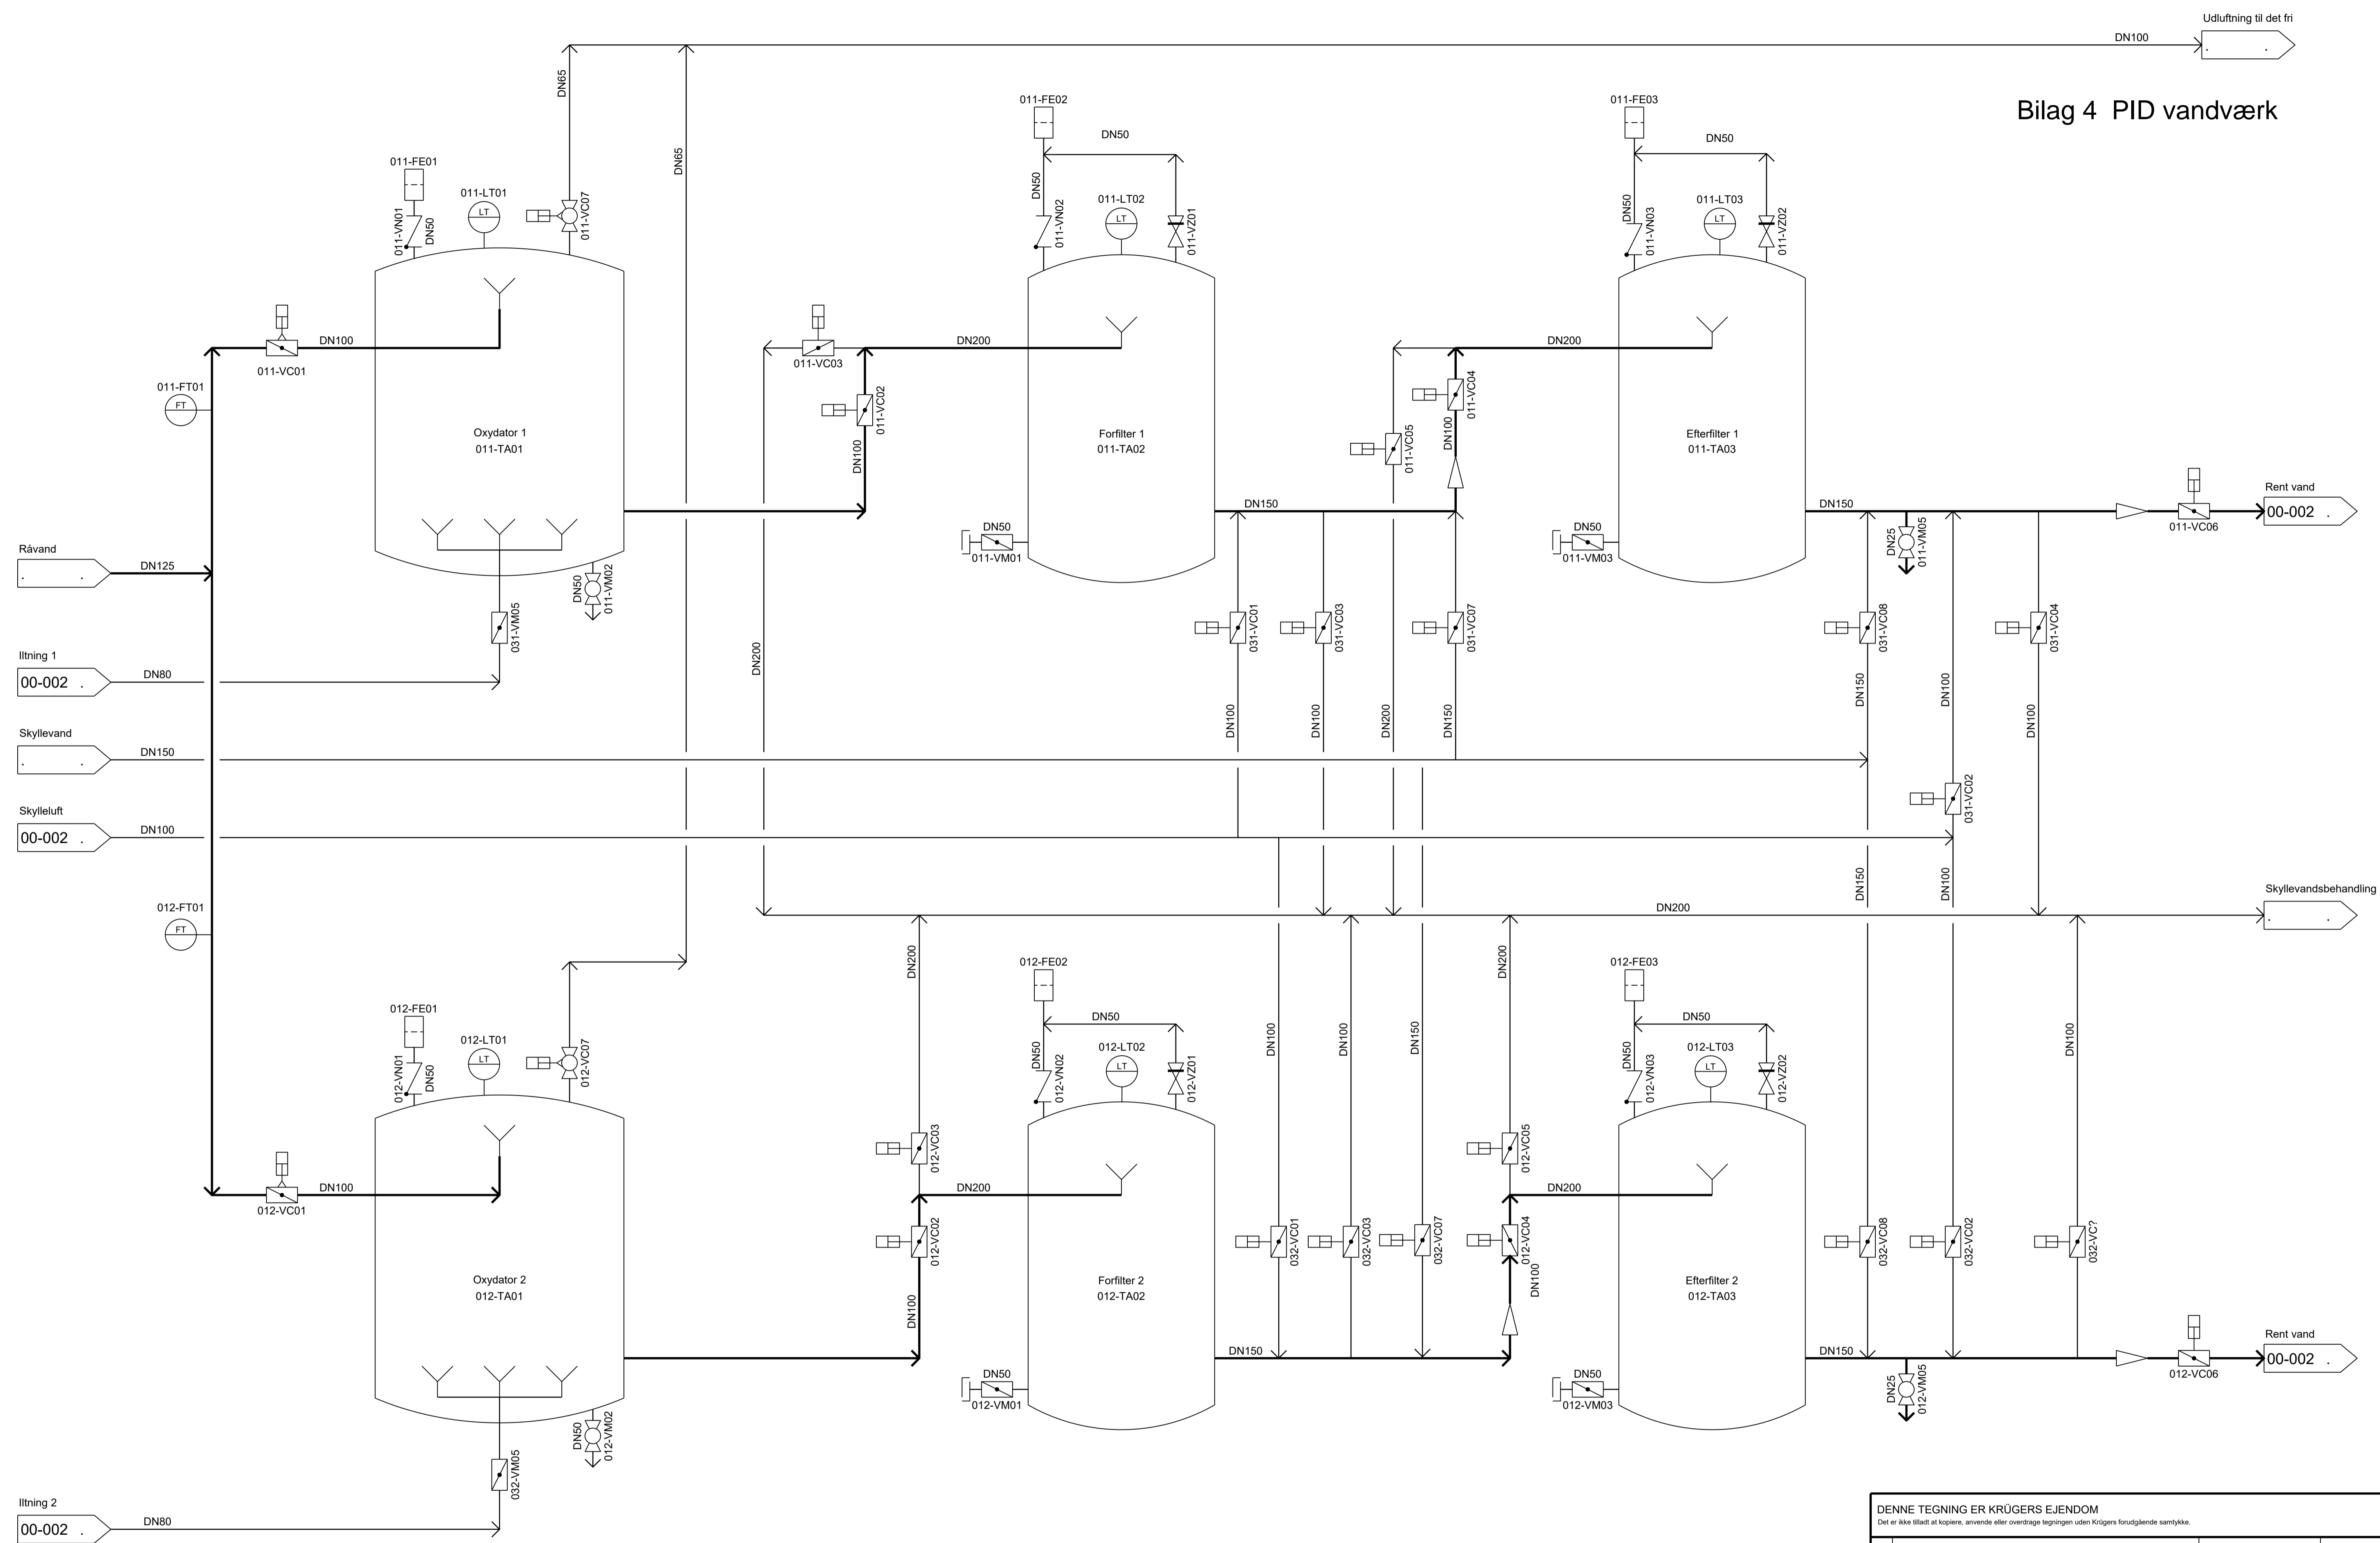 Udluftning til det fri
DN100
. .
Bilag 4 PID vandværk
DN65
DN65
011-FE01
011-VN01
DN50
011-LT01
LT
011-VC07
011-FE02
DN50
DN50
011-VN02
011-LT02
LT
011-VZ01
011-FE03
DN50
DN50
011-VN03
011-LT03
LT
011-VZ02
DN100
011-VC01
011-FT01
FT
011-VC03
DN200
011-VC02
DN100
DN200
011-VC04
DN100
011-VC05
Oxydator 1
011-TA01
Forfilter 1
011-TA02
Efterfilter 1
011-TA03
DN150
DN150
Rent vand
00-002 .
011-VC06
DN50
011-VM01
DN50
011-VM03
DN25
011-VM05
Råvand
. .
DN125
DN50
011-VM02
031-VM05
031-VC01
031-VC03
031-VC07
031-VC08
031-VC04
Iltning 1
00-002 .
DN80
DN200
DN100
DN100
DN200
DN150
DN150
DN100
DN100
Skyllevand
. .
DN150
031-VC02
Skylleluft
00-002 .
DN100
DN150
DN100
Skyllevandsbehandling
DN200
. .
012-FT01
FT
DN200
DN200
012-FE01
012-VN01
DN50
012-LT01
LT
012-VC07
012-FE02
DN50
DN50
012-VN02
012-LT02
LT
012-VZ01
012-FE03
DN50
DN50
012-VN03
012-LT03
LT
012-VZ02
DN100
DN100
DN150
DN100
012-VC03
012-VC05
DN100
012-VC01
DN200
DN200
012-VC02
032-VC01
032-VC03
032-VC07
012-VC04
032-VC08
032-VC02
032-VC?
DN100
DN100
Oxydator 2
012-TA01
Forfilter 2
012-TA02
Efterfilter 2
012-TA03
DN150
DN150
Rent vand
00-002 .
012-VC06
DN50
012-VM01
DN50
012-VM03
DN25
012-VM05
DN50
012-VM02
032-VM05
Iltning 2
00-002 .
DN80
DENNE TEGNING ER KRÜGERS EJENDOM
Det er ikke tilladt at kopiere, anvende eller overdrage tegningen uden Krügers forudgående samtykke.